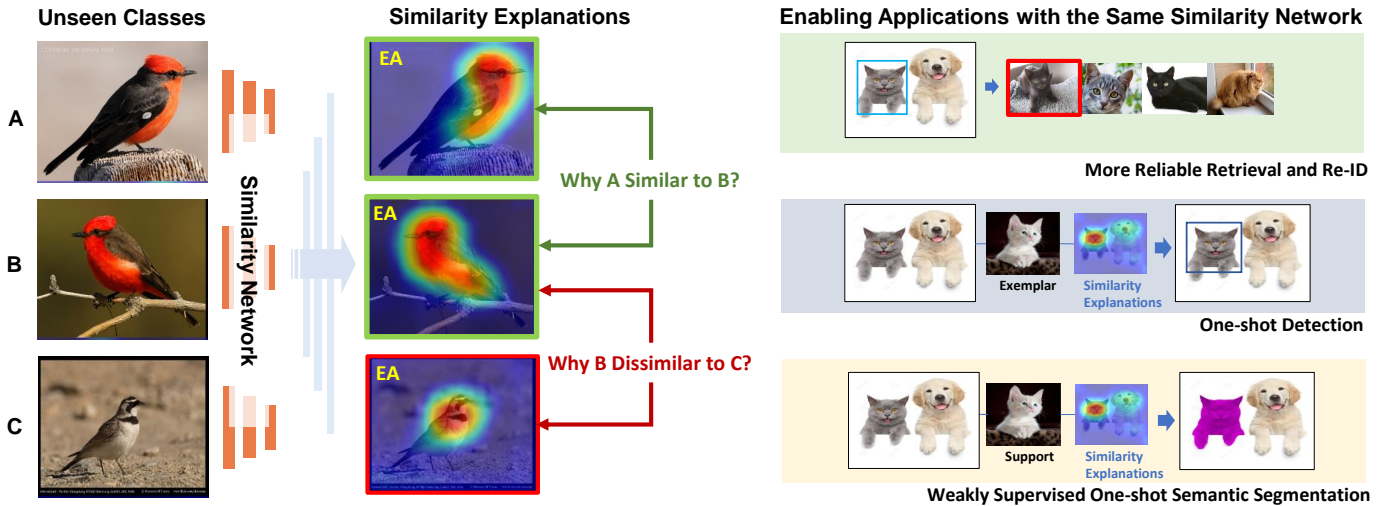 Unseen Classes
Similarity Explanations
Enabling Applications with the Same Similarity Network
A
B
C
Similarity Network
EA
EA
EA
Why A Similar to B?
Why B Dissimilar to C?
More Reliable Retrieval and Re-ID
Exemplar
Similarity
Explanations
One-shot Detection
Support
Similarity
Explanations
Weakly Supervised One-shot Semantic Segmentation